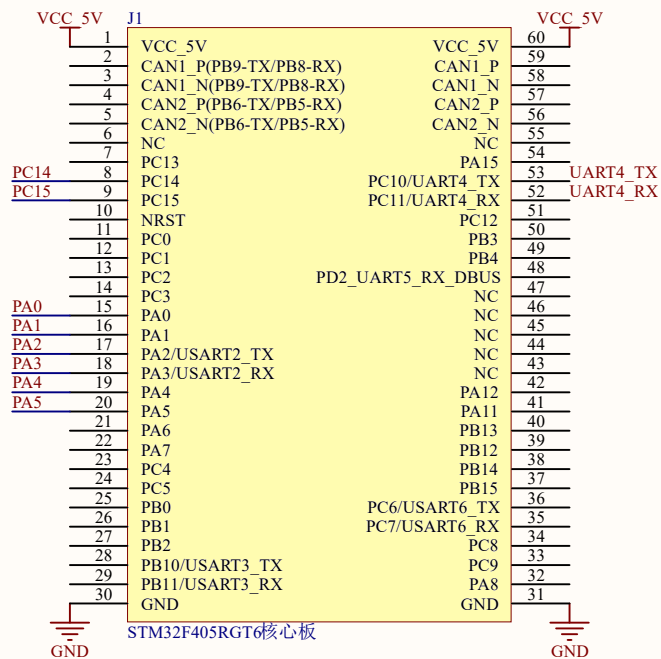 VCC_5V J1 VCC_5V
1 VCC_5V VCC_5V 60
2 CAN1_P(PB9-TX/PB8-RX) CAN1_P 59
3 CAN1_N(PB9-TX/PB8-RX) CAN1_N 58
4 CAN2_P(PB6-TX/PB5-RX) CAN2_P 57
5 CAN2_N(PB6-TX/PB5-RX) CAN2_N 56
6 NC NC 55
7 PC13 PA15 54
PC14 8 PC14 PC10/UART4_TX 53 UART4_TX
PC15 9 PC15 PC11/UART4_RX 52 UART4_RX
10 NRST PC12 51
11 PC0 PB3 50
12 PC1 PB4 49
13 PC2 PD2_UART5_RX_DBUS 48
14 PC3 NC 47
PA0 15 PA0 NC 46
PA1 16 PA1 NC 45
PA2 17 PA2/USART2_TX NC 44
PA3 18 PA3/USART2_RX NC 43
PA4 19 PA4 PA12 42
PA5 20 PA5 PA11 41
21 PA6 PB13 40
22 PA7 PB12 39
23 PC4 PB14 38
24 PC5 PB15 37
25 PB0 PC6/USART6_TX 36
26 PB1 PC7/USART6_RX 35
27 PB2 PC8 34
28 PB10/USART3_TX PC9 33
29 PB11/USART3_RX PA8 32
30 GND GND 31
STM32F405RGT6核心板
GND GND